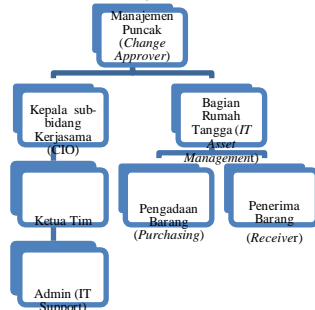 Manajemen
Puncak
(Change
Approver)
Kepala sub-
bidang
Kerjasama
(CIO)
Bagian
Rumah
Tangga (IT
Asset
Management)
Ketua Tim
Pengadaan
Barang
(Purchasing)
Penerima
Barang
(Receiver)
Admin (IT
Support)